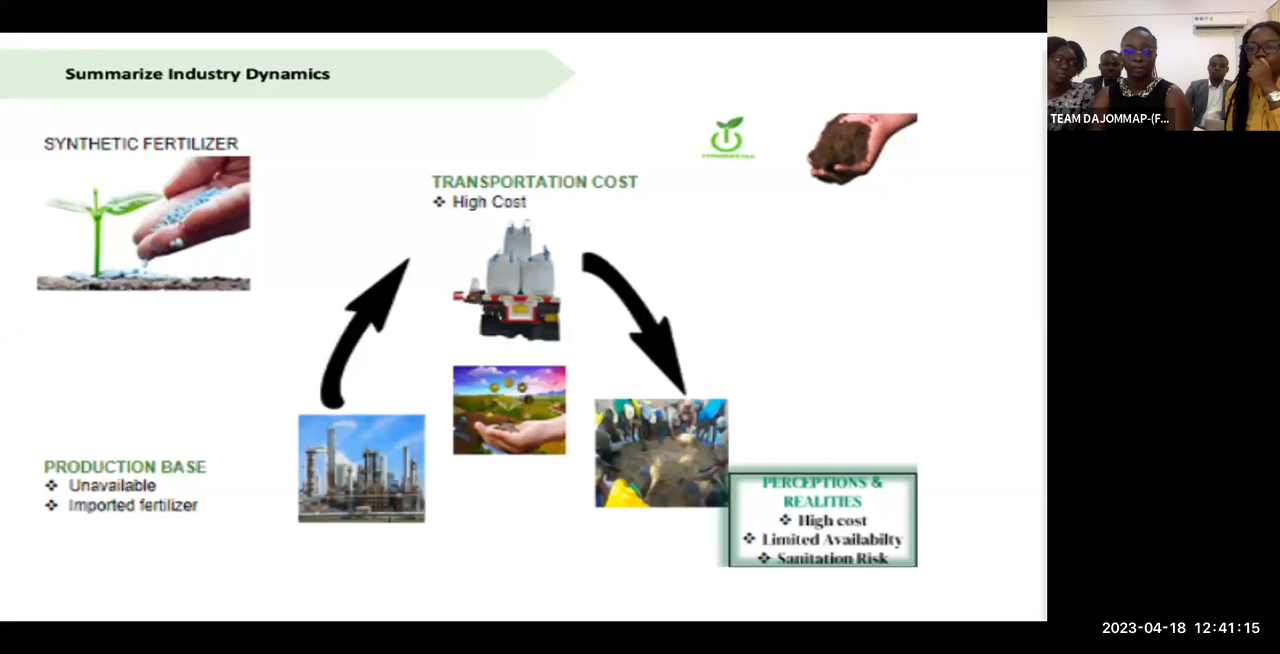 Summarize Industry Dynamics
SYNTHETIC FERTILIZER
TRANSPORTATION COST
❖ High Cost
PRODUCTION BASE
❖ Unavailable
❖ Imported fertilizer
PERCEPTIONS &
REALITIES
❖ High cost
❖ Limited Availabilty
❖ Sanitation Risk
TEAM DAJOMMAP-(F...
2023-04-18 12:41:15